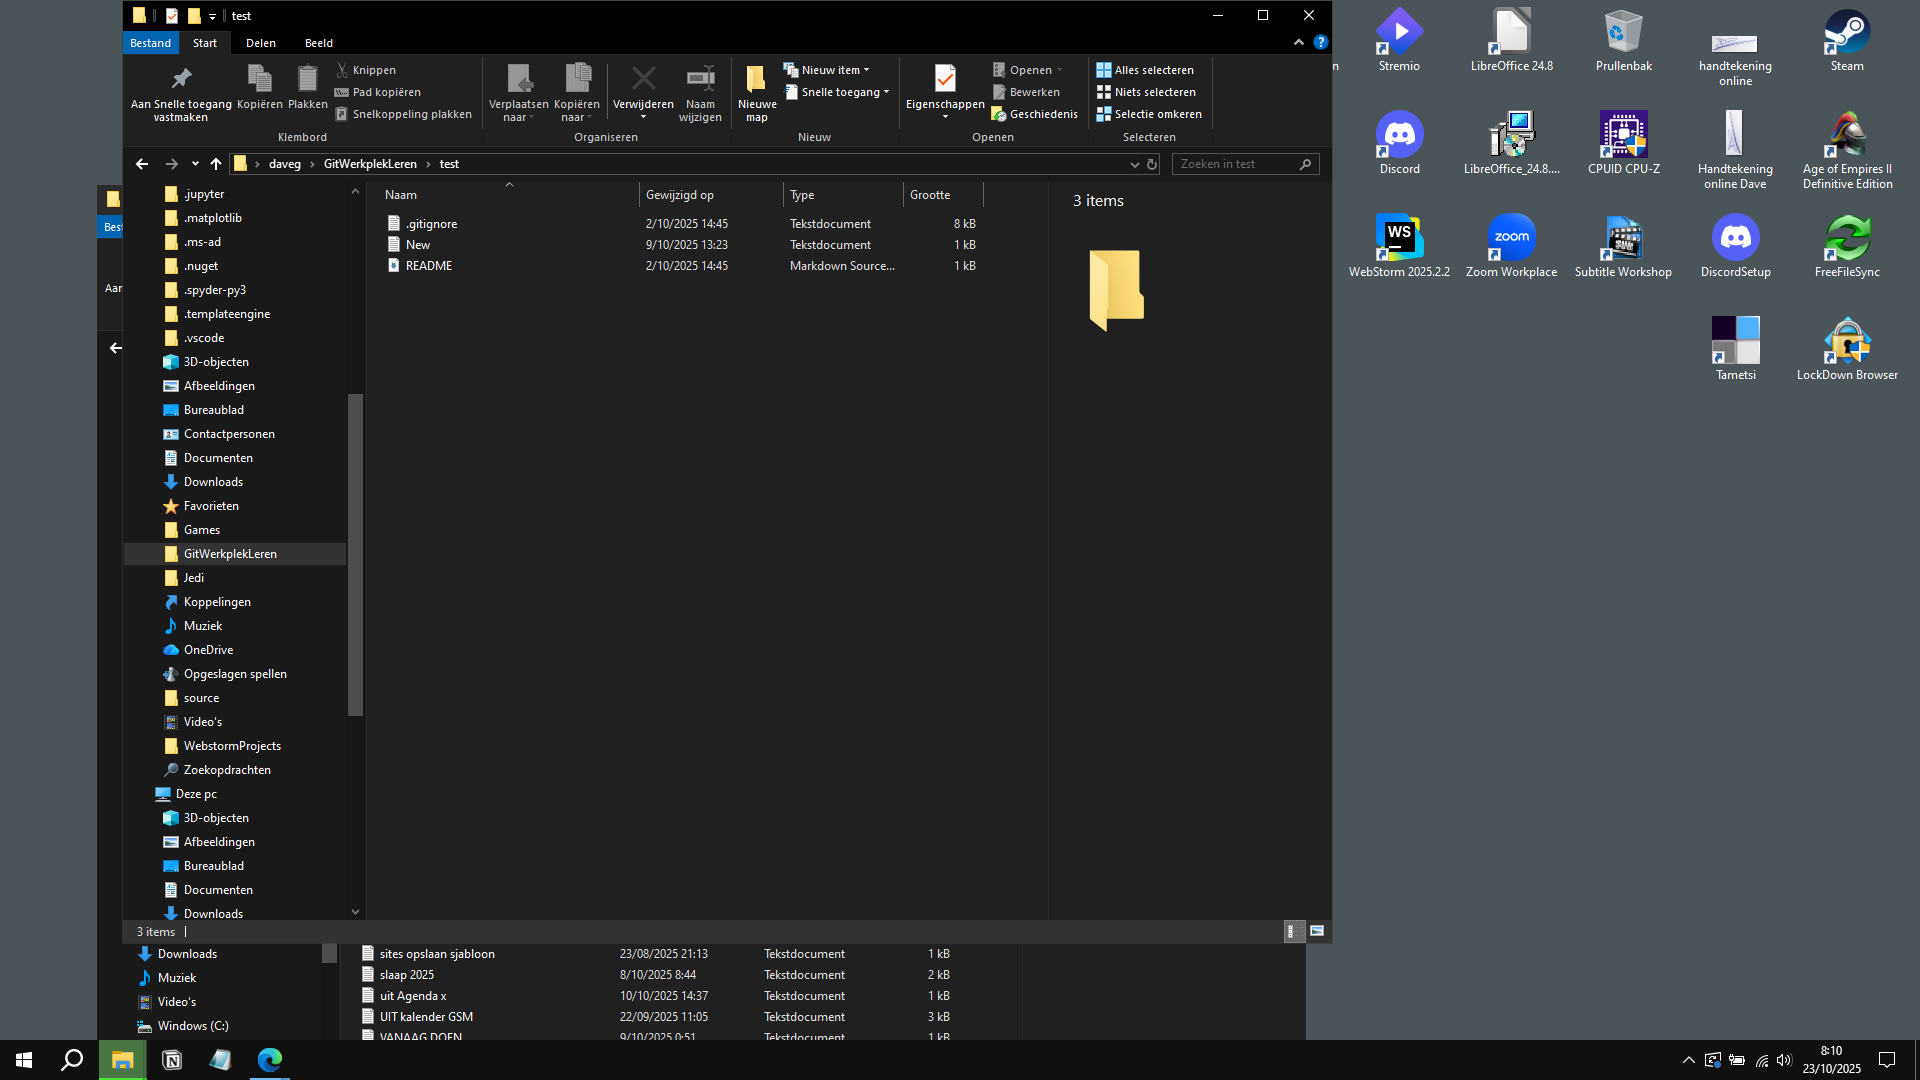 test
Bestand
Start
Delen
Beeld
Aan Snelle toegang vastmaken
Kopiëren
Plakken
Knippen
Pad kopiëren
Snelkoppeling plakken
Klembord
Verplaatsen naar
Kopiëren naar
Verwijderen
Naam wijzigen
Organiseren
Nieuwe map
Nieuw item
Snelle toegang
Nieuw
Eigenschappen
Openen
Bewerken
Geschiedenis
Openen
Alles selecteren
Niets selecteren
Selectie omkeren
Selecteren
daveg > GitWerkplekLeren > test
Zoeken in test
.jupyter
.matplotlib
.ms-ad
.nuget
.spyder-py3
.templateengine
.vscode
3D-objecten
Afbeeldingen
Bureaublad
Contactpersonen
Documenten
Downloads
Favorieten
Games
GitWerkplekLeren
Jedi
Koppelingen
Muziek
OneDrive
Opgeslagen spellen
source
Video's
WebstormProjects
Zoekopdrachten
Deze pc
3D-objecten
Afbeeldingen
Bureaublad
Documenten
Downloads
Naam Gewijzigd op Type Grootte
.gitignore 2/10/2025 14:45 Tekstdocument 8 kB
New 9/10/2025 13:23 Tekstdocument 1 kB
README 2/10/2025 14:45 Markdown Source... 1 kB
3 items
3 items
Best
Aan
Downloads
Muziek
Video's
Windows (C:)
sites opslaan sjabloon 23/08/2025 21:13 Tekstdocument 1 kB
slaap 2025 8/10/2025 8:44 Tekstdocument 2 kB
uit Agenda x 10/10/2025 14:37 Tekstdocument 1 kB
UIT kalender GSM 22/09/2025 11:05 Tekstdocument 3 kB
VANAAG DOEN 9/10/2025 0:51 Tekstdocument 1 kB
n
Stremio
LibreOffice 24.8
Prullenbak
handtekening online
Steam
Discord
LibreOffice_24.8....
CPUID CPU-Z
Handtekening online Dave
Age of Empires II Definitive Edition
WS
WebStorm 2025.2.2
zoom
Zoom Workplace
Subtitle Workshop
DiscordSetup
FreeFileSync
Tametsi
LockDown Browser
8:10
23/10/2025